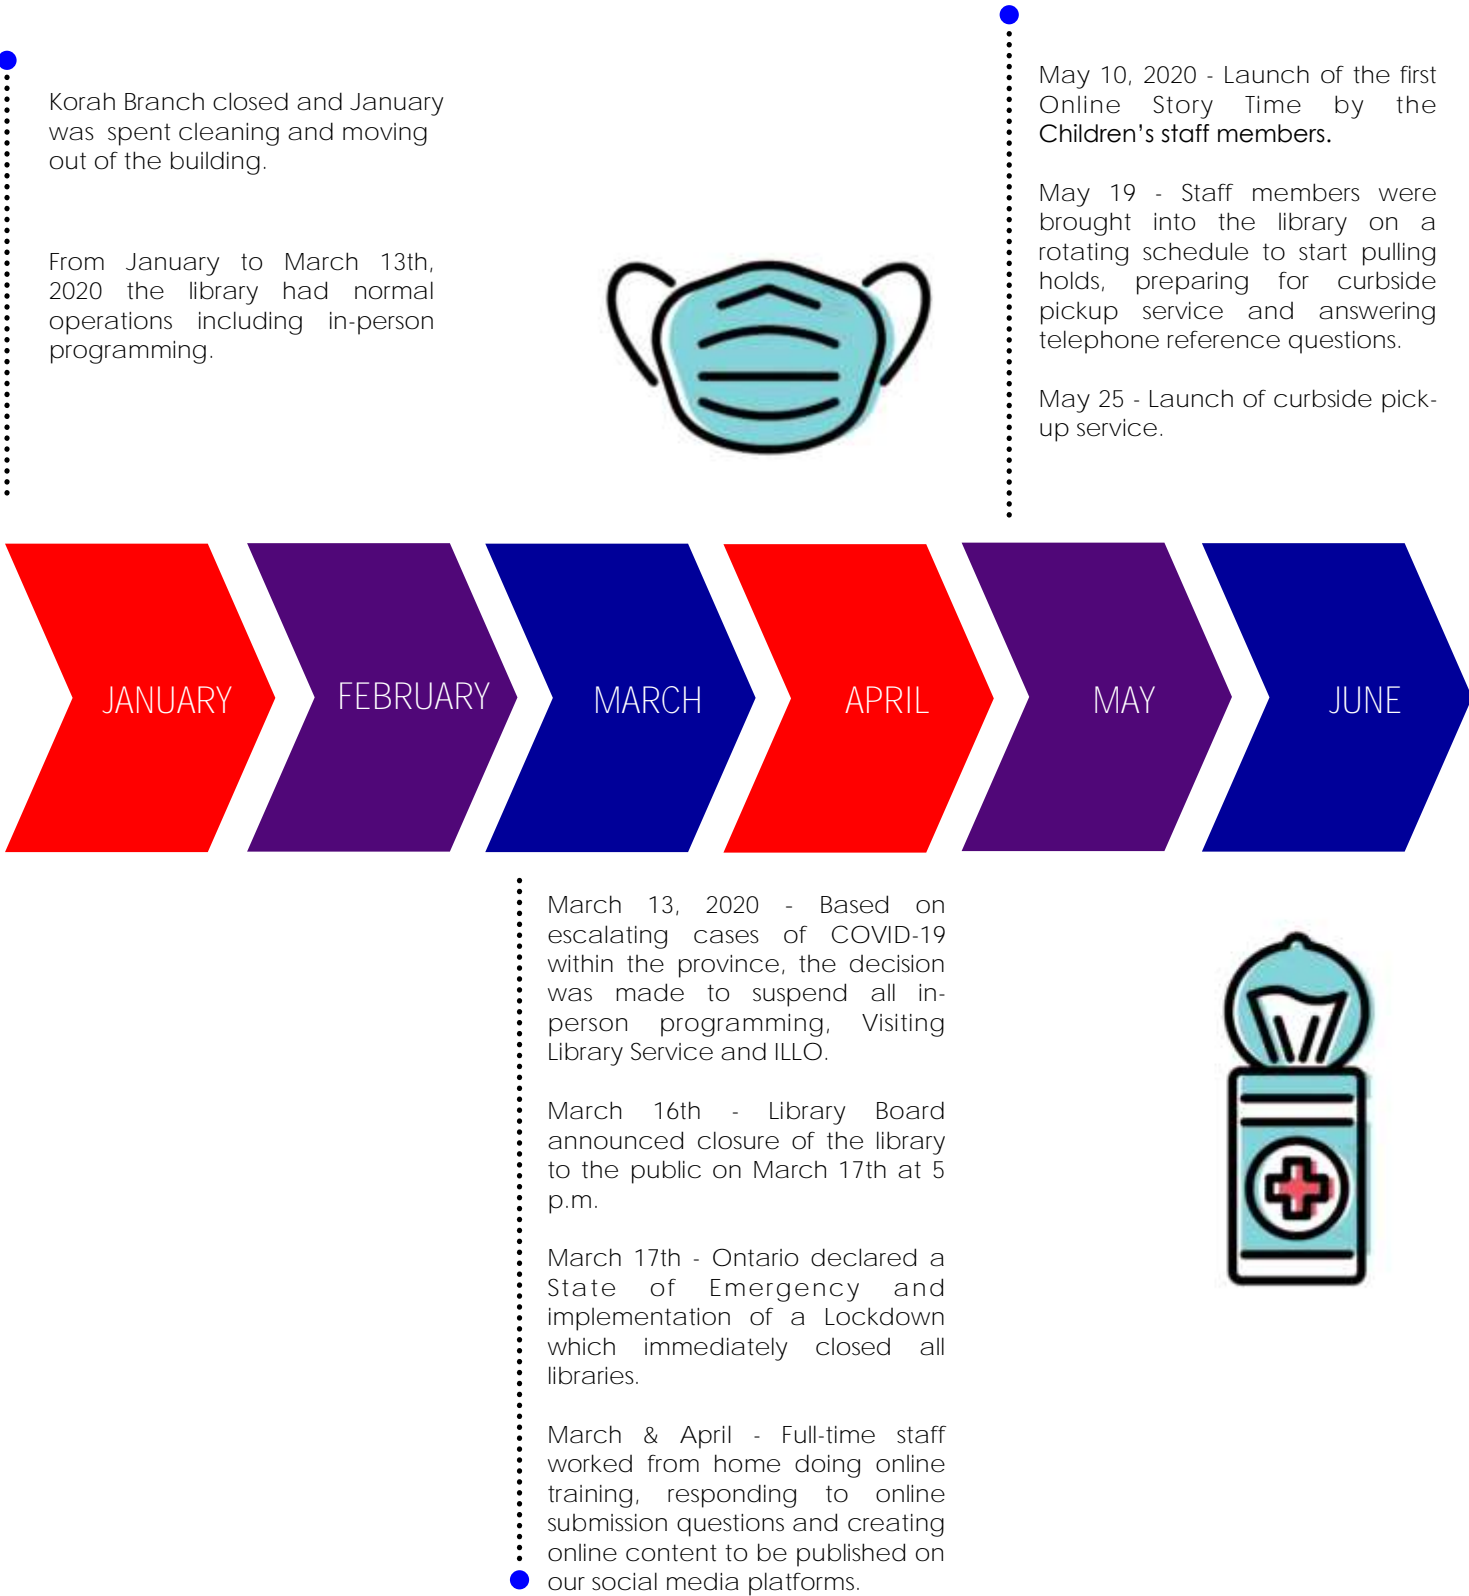 Korah Branch closed and January
was spent cleaning and moving
out of the building.
From January to March 13th,
2020 the library had normal
operations including in-person
programming.
May 10, 2020 - Launch of the first
Online Story Time by the
Children’s staff members.
May 19 - Staff members were
brought into the library on a
rotating schedule to start pulling
holds, preparing for curbside
pickup service and answering
telephone reference questions.
May 25 - Launch of curbside pick-
up service.
JANUARY
FEBRUARY
MARCH
APRIL
MAY
JUNE
March 13, 2020 - Based on
escalating cases of COVID-19
within the province, the decision
was made to suspend all in-
person programming, Visiting
Library Service and ILLO.
March 16th - Library Board
announced closure of the library
to the public on March 17th at 5
p.m.
March 17th - Ontario declared a
State of Emergency and
implementation of a Lockdown
which immediately closed all
libraries.
March & April - Full-time staff
worked from home doing online
training, responding to online
submission questions and creating
online content to be published on
our social media platforms.